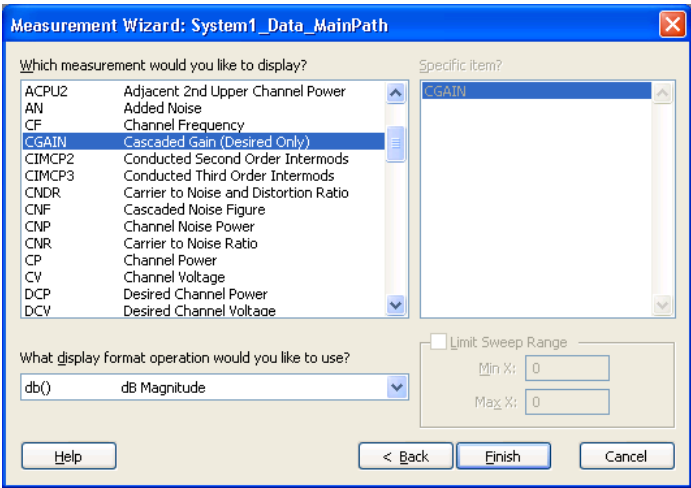 Measurement Wizard: System1_Data_MainPath
Which measurement would you like to display?
Specific item?
ACPU2 Adjacent 2nd Upper Channel Power
AN Added Noise
CF Channel Frequency
CGAIN Cascaded Gain (Desired Only)
CIMCP2 Conducted Second Order Intermods
CIMCP3 Conducted Third Order Intermods
CNDR Carrier to Noise and Distortion Ratio
CNF Cascaded Noise Figure
CNP Channel Noise Power
CNR Carrier to Noise Ratio
CP Channel Power
CV Channel Voltage
DCP Desired Channel Power
DCV Desired Channel Voltage
CGAIN
What display format operation would you like to use?
db() dB Magnitude
Limit Sweep Range
Min X: 0
Max X: 0
Help
< Back
Finish
Cancel